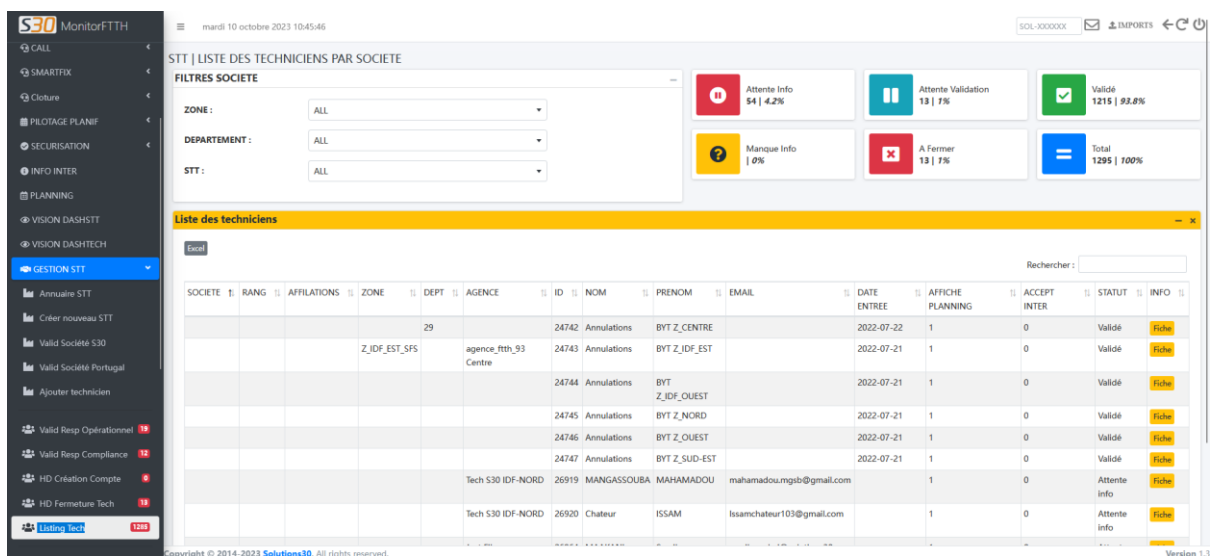 S30 MonitorFTTH
mardi 10 octobre 2023 10:45:46
SOL-XXXXXX
IMPORTS
CALL
SMARTFIX
Cloture
PILOTAGE PLANIF
SECURISATION
INFO INTER
PLANNING
VISION DASHSTT
VISION DASHTECH
GESTION STT
Annuaire STT
Créer nouveau STT
Valid Société S30
Valid Société Portugal
Ajouter technicien
Valid Resp Opérationnel 19
Valid Resp Compliance 12
HD Création Compte 0
HD Fermeture Tech 13
Listing Tech 1295
STT | LISTE DES TECHNICIENS PAR SOCIETE
FILTRES SOCIETE
ZONE : ALL
DEPARTEMENT : ALL
STT : ALL
Attente Info
54 | 4.2%
Attente Validation
13 | 1%
Validé
1215 | 93.8%
Manque Info
| 0%
A Fermer
13 | 1%
Total
1295 | 100%
Liste des techniciens
Excel
Rechercher :
SOCIETE RANG AFFILATIONS ZONE DEPT AGENCE ID NOM PRENOM EMAIL DATE ENTREE AFFICHE PLANNING ACCEPT INTER STATUT INFO
29 24742 Annulations BYT Z_CENTRE 2022-07-22 1 0 Validé Fiche
Z_IDF_EST_SFS agence_ftth_93 Centre 24743 Annulations BYT Z_IDF_EST 2022-07-21 1 0 Validé Fiche
24744 Annulations BYT Z_IDF_OUEST 2022-07-21 1 0 Validé Fiche
24745 Annulations BYT Z_NORD 2022-07-21 1 0 Validé Fiche
24746 Annulations BYT Z_OUEST 2022-07-21 1 0 Validé Fiche
24747 Annulations BYT Z_SUD-EST 2022-07-21 1 0 Validé Fiche
Tech S30 IDF-NORD 26919 MANGASSOUBA MAHAMADOU mahamadou.mgsb@gmail.com 1 0 Attente info Fiche
Tech S30 IDF-NORD 26920 Chateur ISSAM Issamchateur103@gmail.com 1 0 Attente info Fiche
Copyright © 2014-2023 Solutions30. All rights reserved.
Version 1.3